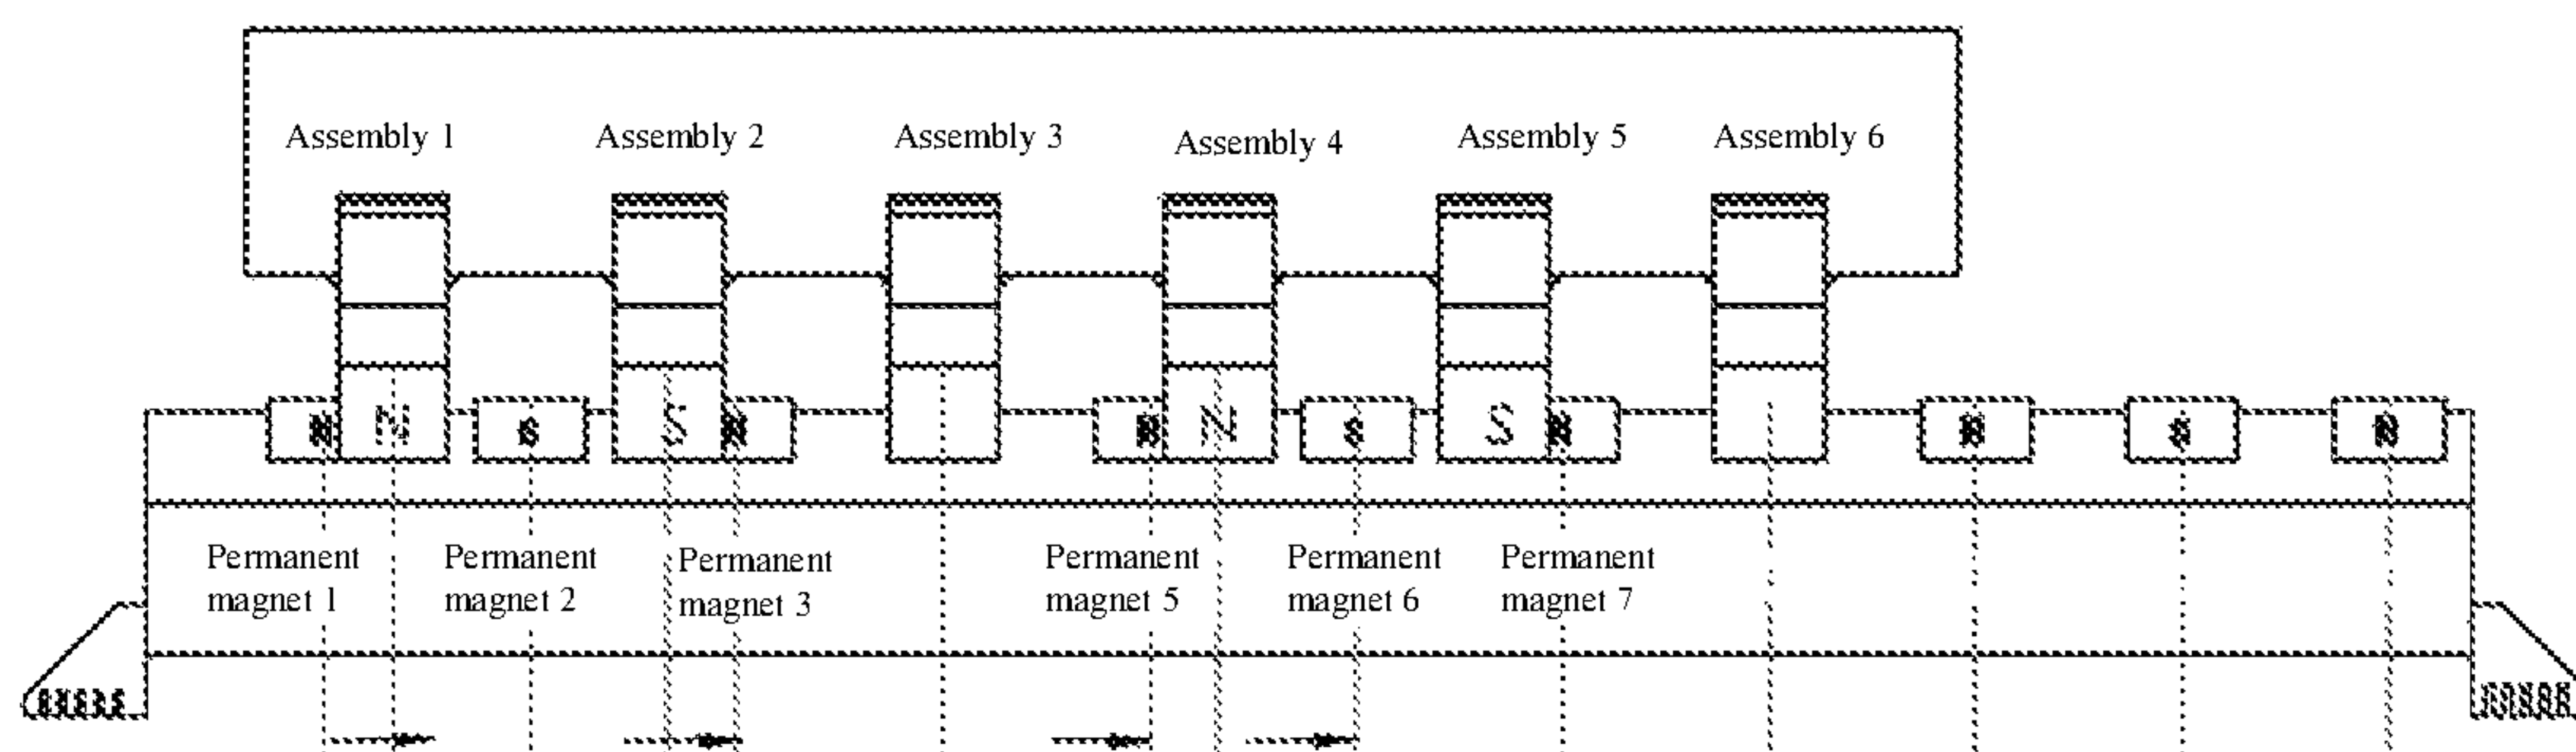 Assembly 1 Assembly 2 Assembly 3 Assembly 4 Assembly 5 Assembly 6
N S N S
S S S
Permanent magnet 1
Permanent magnet 2
Permanent magnet 3
Permanent magnet 5
Permanent magnet 6
Permanent magnet 7